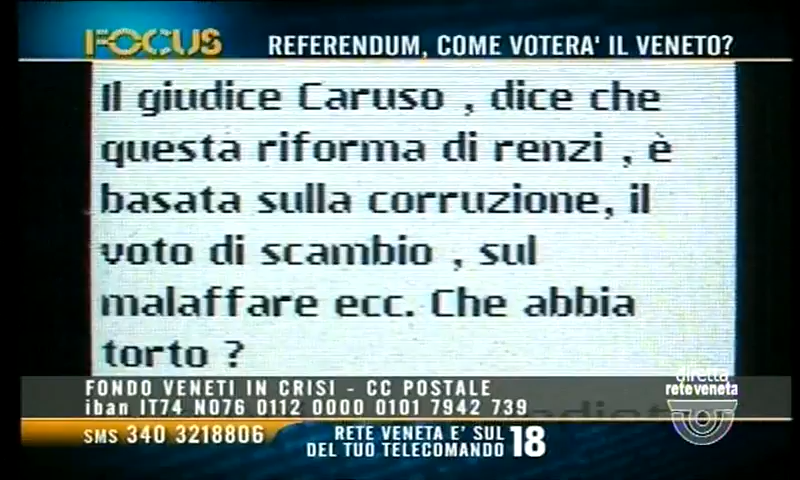 FOCUS
REFERENDUM, COME VOTERA' IL VENETO?
Il giudice Caruso , dice che
questa riforma di renzi , è
basata sulla corruzione, il
voto di scambio , sul
malaffare ecc. Che abbia
torto ?
FONDO VENETI IN CRISI - CC POSTALE
iban IT74 N076 0112 0000 0101 7942 739
diretta
reteveneta
SMS 340 3218806
RETE VENETA E' SUL 18
DEL TUO TELECOMANDO